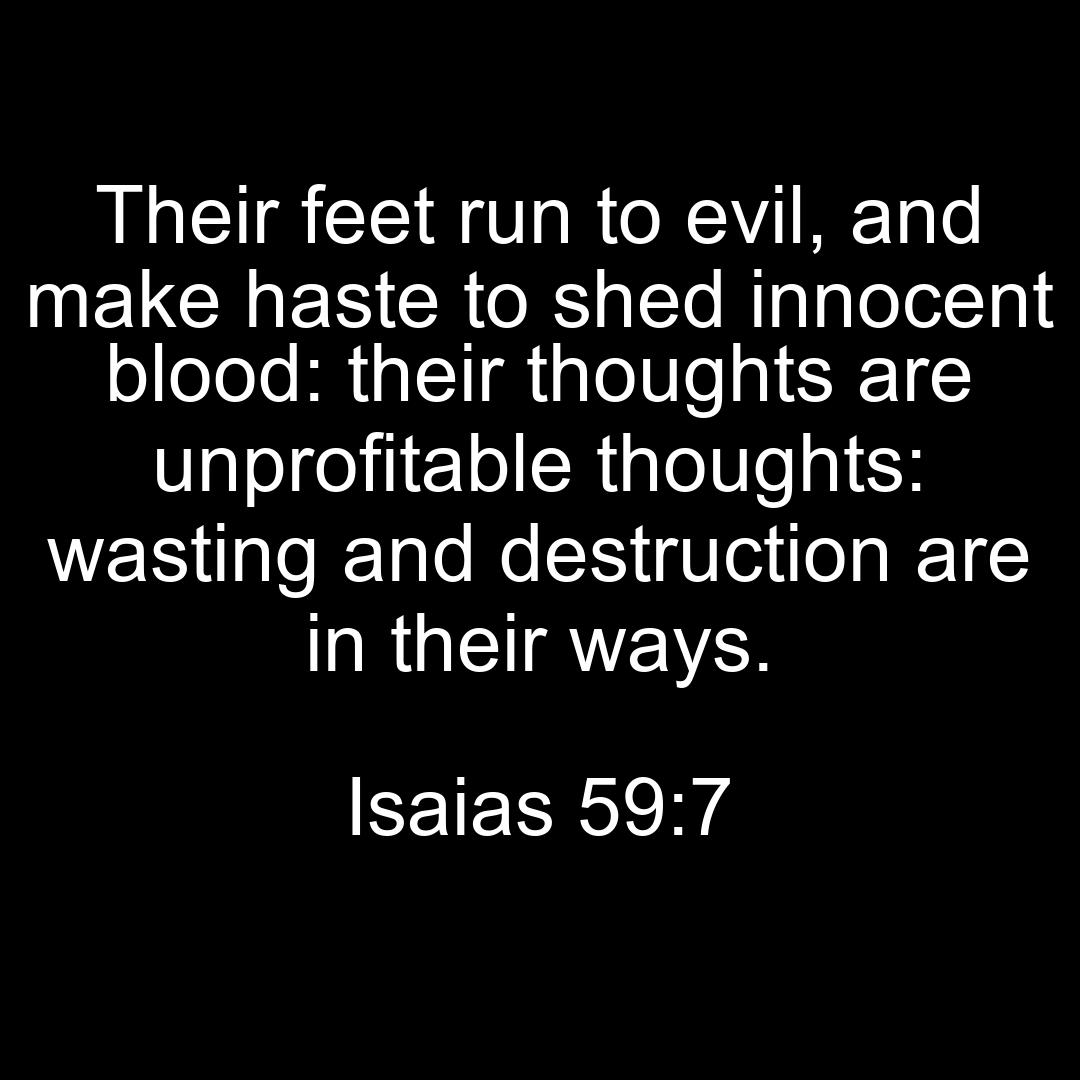 Their feet run to evil, and
make haste to shed innocent
blood: their thoughts are
unprofitable thoughts:
wasting and destruction are
in their ways.
Isaias 59:7